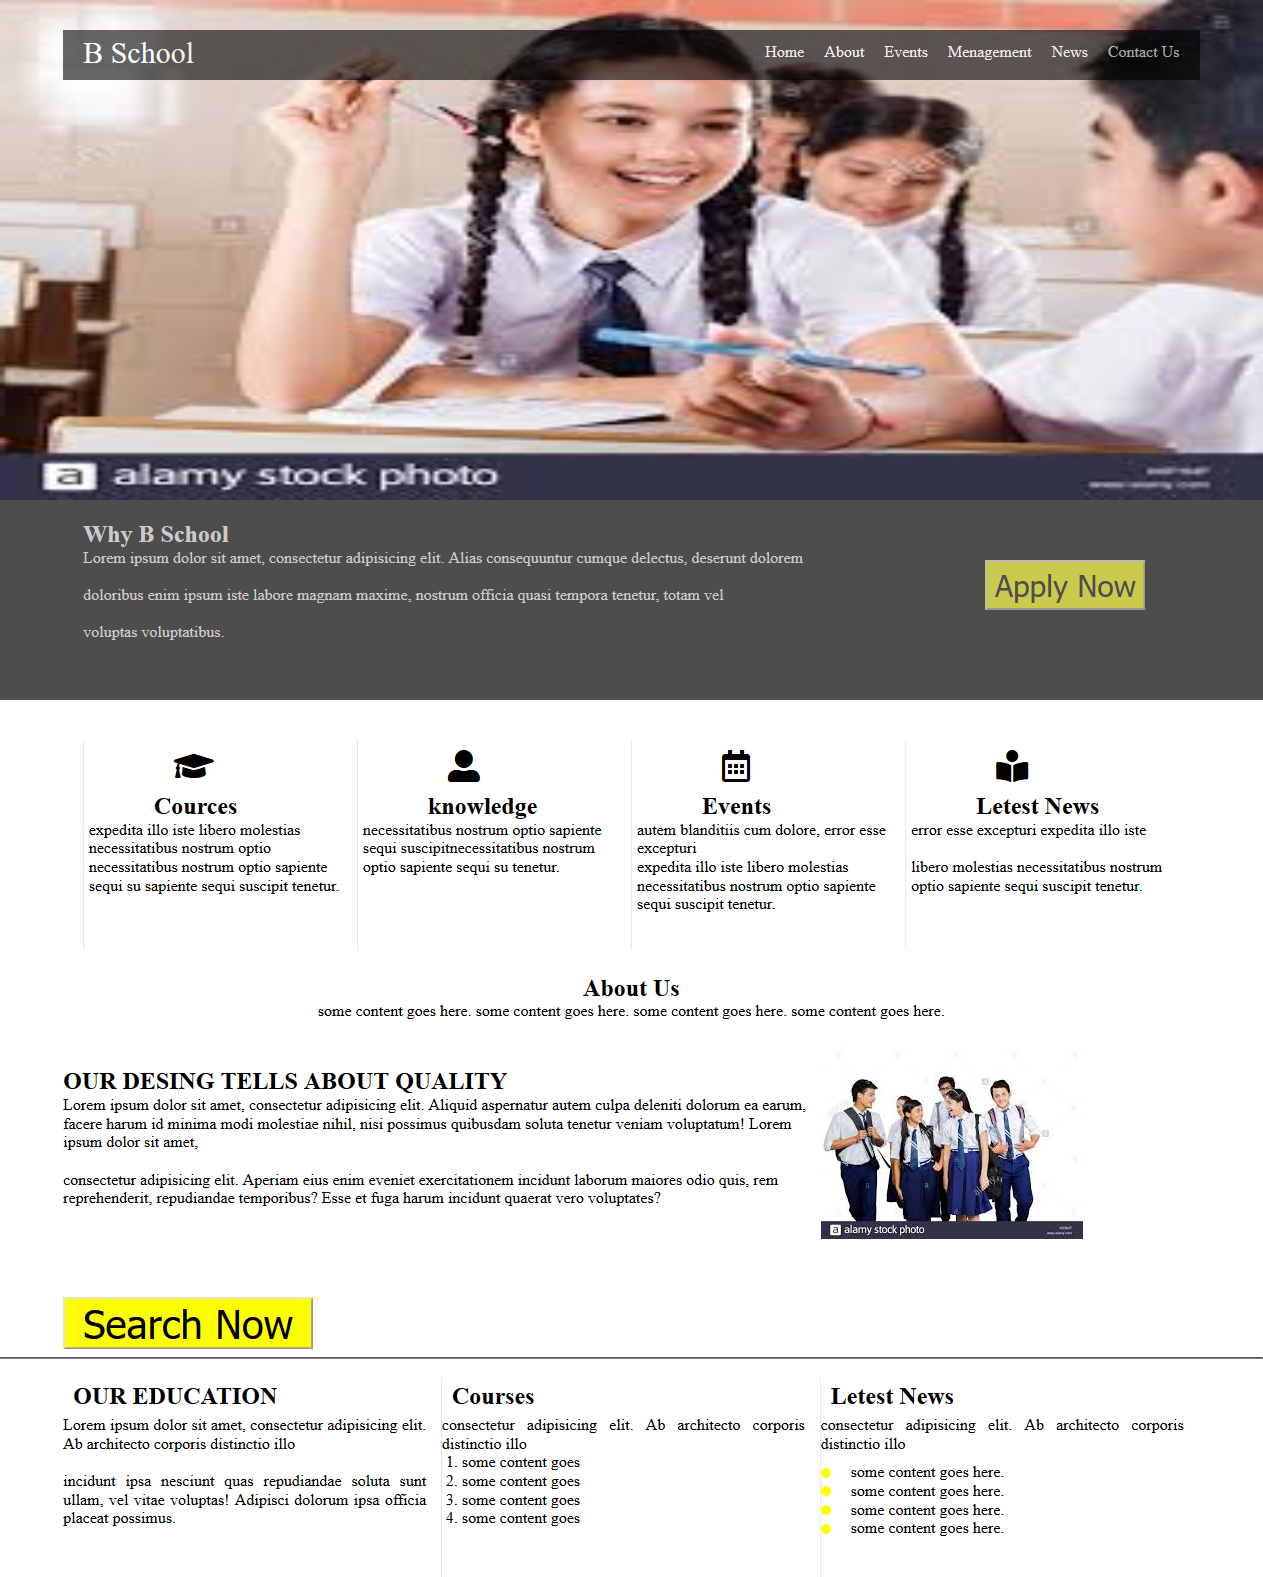 B School
Home About Events Menagement News Contact Us
a alamy stock photo
Why B School
Lorem ipsum dolor sit amet, consectetur adipisicing elit. Alias consequuntur cumque delectus, deserunt dolorem
doloribus enim ipsum iste labore magnam maxime, nostrum officia quasi tempora tenetur, totam vel
voluptas voluptatibus.
Apply Now
Cources
expedita illo iste libero molestias
necessitatibus nostrum optio
necessitatibus nostrum optio sapiente
sequi su sapiente sequi suscipit tenetur.
knowledge
necessitatibus nostrum optio sapiente
sequi suscipitnecessitatibus nostrum
optio sapiente sequi su tenetur.
Events
autem blanditiis cum dolore, error esse
excepturi
expedita illo iste libero molestias
necessitatibus nostrum optio sapiente
sequi suscipit tenetur.
Letest News
error esse excepturi expedita illo iste
libero molestias necessitatibus nostrum
optio sapiente sequi suscipit tenetur.
About Us
some content goes here. some content goes here. some content goes here. some content goes here.
OUR DESING TELLS ABOUT QUALITY
Lorem ipsum dolor sit amet, consectetur adipisicing elit. Aliquid aspernatur autem culpa deleniti dolorum ea earum,
facere harum id minima modi molestiae nihil, nisi possimus quibusdam soluta tenetur veniam voluptatum! Lorem
ipsum dolor sit amet,
consectetur adipisicing elit. Aperiam eius enim eveniet exercitationem incidunt laborum maiores odio quis, rem
reprehenderit, repudiandae temporibus? Esse et fuga harum incidunt quaerat vero voluptates?
a alamy stock photo
Search Now
OUR EDUCATION
Lorem ipsum dolor sit amet, consectetur adipisicing elit.
Ab architecto corporis distinctio illo
incidunt ipsa nesciunt quas repudiandae soluta sunt
ullam, vel vitae voluptas! Adipisci dolorum ipsa officia
placeat possimus.
Courses
consectetur adipisicing elit. Ab architecto corporis
distinctio illo
1. some content goes
2. some content goes
3. some content goes
4. some content goes
Letest News
consectetur adipisicing elit. Ab architecto corporis
distinctio illo
some content goes here.
some content goes here.
some content goes here.
some content goes here.